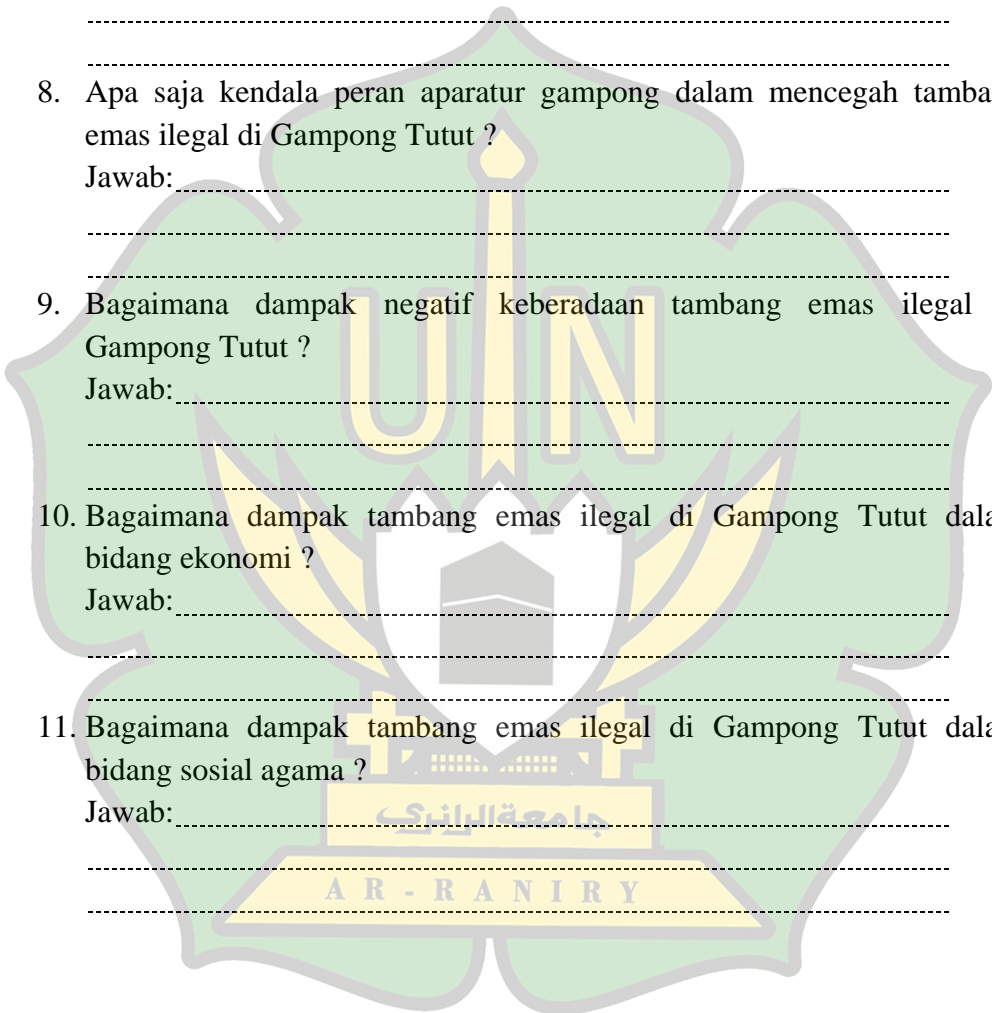 8. Apa saja kendala peran aparatur gampong dalam mencegah tamba
emas ilegal di Gampong Tutut ?
Jawab:
9. Bagaimana dampak negatif keberadaan tambang emas ilegal
Gampong Tutut ?
Jawab:
UIN
10. Bagaimana dampak tambang emas ilegal di Gampong Tutut dala
bidang ekonomi ?
Jawab:
11. Bagaimana dampak tambang emas ilegal di Gampong Tutut dala
bidang sosial agama ?
Jawab:
جامعة الرانري
AR-RANIRY